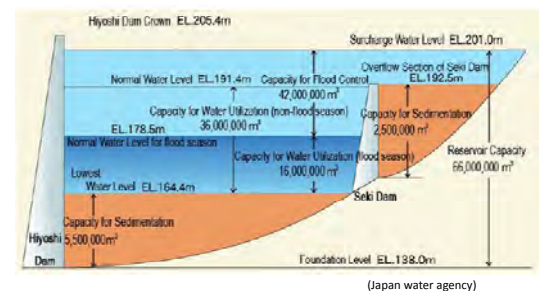 Hiyoshi Dam Crown EL.205.4m
Surcharge Water Level EL.201.0m
Overflow Section of Seki Dam
EL.192.5m
Normal Water Level EL.191.4m
Capacity for Flood Control
42,000,000 m³
Capacity for Water Utilization (non-flood season)
36,000,000 m³
Capacity for Sedimentation
2,500,000 m³
EL.178.5m
Normal Water Level for flood season
Capacity for Water Utilization (flood season)
16,000,000 m³
Reservoir Capacity
66,000,000 m³
Lowest
Water Level EL.164.4m
Seki Dam
Capacity for Sedimentation
5,500,000 m³
Hiyoshi
Dam
Foundation Level EL.138.0m
(Japan water agency)